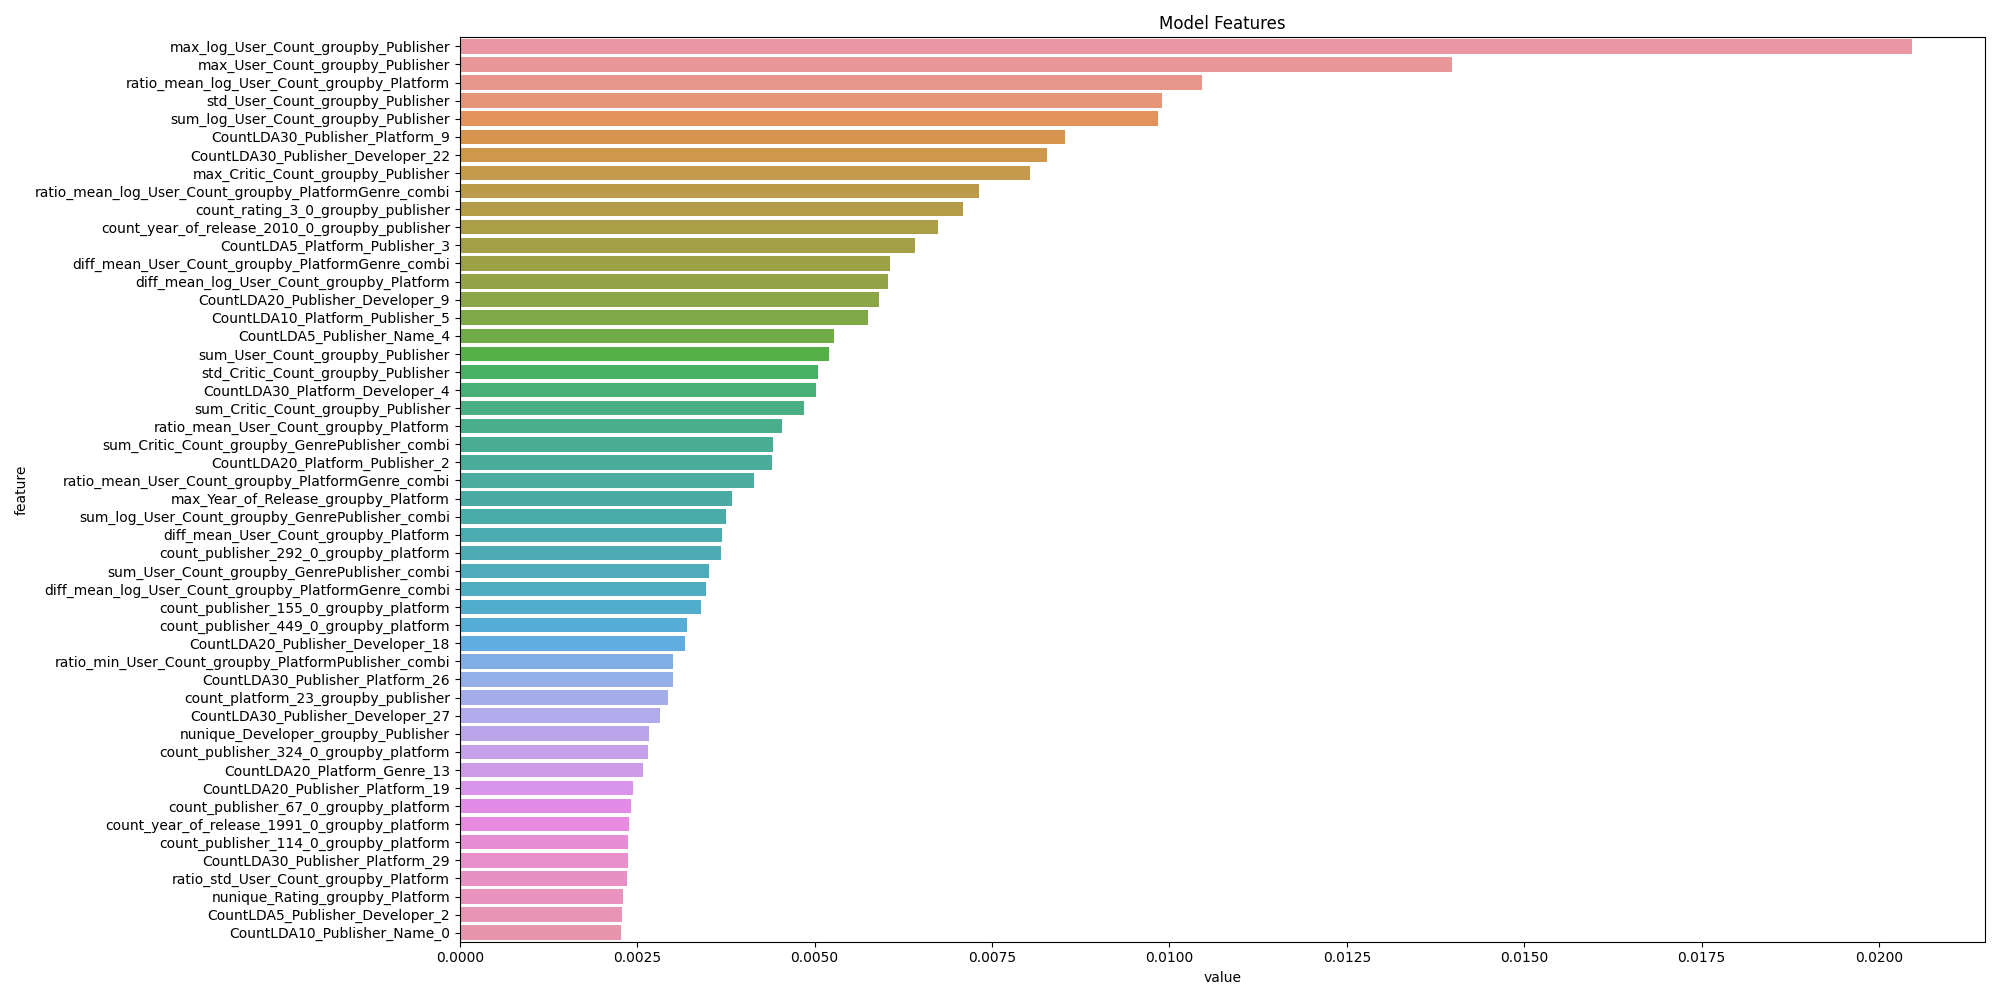 Model Features
max_log_User_Count_groupby_Publisher
max_User_Count_groupby_Publisher
ratio_mean_log_User_Count_groupby_Platform
std_User_Count_groupby_Publisher
sum_log_User_Count_groupby_Publisher
CountLDA30_Publisher_Platform_9
CountLDA30_Publisher_Developer_22
max_Critic_Count_groupby_Publisher
ratio_mean_log_User_Count_groupby_PlatformGenre_combi
count_rating_3_0_groupby_publisher
count_year_of_release_2010_0_groupby_publisher
CountLDA5_Platform_Publisher_3
diff_mean_User_Count_groupby_PlatformGenre_combi
diff_mean_log_User_Count_groupby_Platform
CountLDA20_Publisher_Developer_9
CountLDA10_Platform_Publisher_5
CountLDA5_Publisher_Name_4
sum_User_Count_groupby_Publisher
std_Critic_Count_groupby_Publisher
CountLDA30_Platform_Developer_4
sum_Critic_Count_groupby_Publisher
ratio_mean_User_Count_groupby_Platform
sum_Critic_Count_groupby_GenrePublisher_combi
CountLDA20_Platform_Publisher_2
ratio_mean_User_Count_groupby_PlatformGenre_combi
max_Year_of_Release_groupby_Platform
sum_log_User_Count_groupby_GenrePublisher_combi
diff_mean_User_Count_groupby_Platform
count_publisher_292_0_groupby_platform
sum_User_Count_groupby_GenrePublisher_combi
diff_mean_log_User_Count_groupby_PlatformGenre_combi
count_publisher_155_0_groupby_platform
count_publisher_449_0_groupby_platform
CountLDA20_Publisher_Developer_18
ratio_min_User_Count_groupby_PlatformPublisher_combi
CountLDA30_Publisher_Platform_26
count_platform_23_groupby_publisher
CountLDA30_Publisher_Developer_27
nunique_Developer_groupby_Publisher
count_publisher_324_0_groupby_platform
CountLDA20_Platform_Genre_13
CountLDA20_Publisher_Platform_19
count_publisher_67_0_groupby_platform
count_year_of_release_1991_0_groupby_platform
count_publisher_114_0_groupby_platform
CountLDA30_Publisher_Platform_29
ratio_std_User_Count_groupby_Platform
nunique_Rating_groupby_Platform
CountLDA5_Publisher_Developer_2
CountLDA10_Publisher_Name_0
feature
0.0000 0.0025 0.0050 0.0075 0.0100 0.0125 0.0150 0.0175 0.0200
value